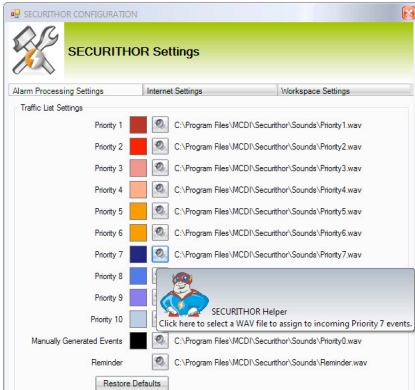 SECURITHOR CONFIGURATION
SECURITHOR Settings
Alarm Processing Settings Internet Settings Workspace Settings
Traffic List Settings
Priority 1 C:\Program Files\MCDI\Securithor\Sounds\Priority1.wav
Priority 2 C:\Program Files\MCDI\Securithor\Sounds\Priority2.wav
Priority 3 C:\Program Files\MCDI\Securithor\Sounds\Priority3.wav
Priority 4 C:\Program Files\MCDI\Securithor\Sounds\Priority4.wav
Priority 5 C:\Program Files\MCDI\Securithor\Sounds\Priority5.wav
Priority 6 C:\Program Files\MCDI\Securithor\Sounds\Priority6.wav
Priority 7 C:\Program Files\MCDI\Securithor\Sounds\Priority7.wav
Priority 8
Priority 9
SECURITHOR Helper
Priority 10
Click here to select a WAV file to assign to incoming Priority 7 events.
Manually Generated Events C:\Program Files\MCDI\Securithor\Sounds\Priority0.wav
Reminder C:\Program Files\MCDI\Securithor\Sounds\Reminder.wav
Restore Defaults